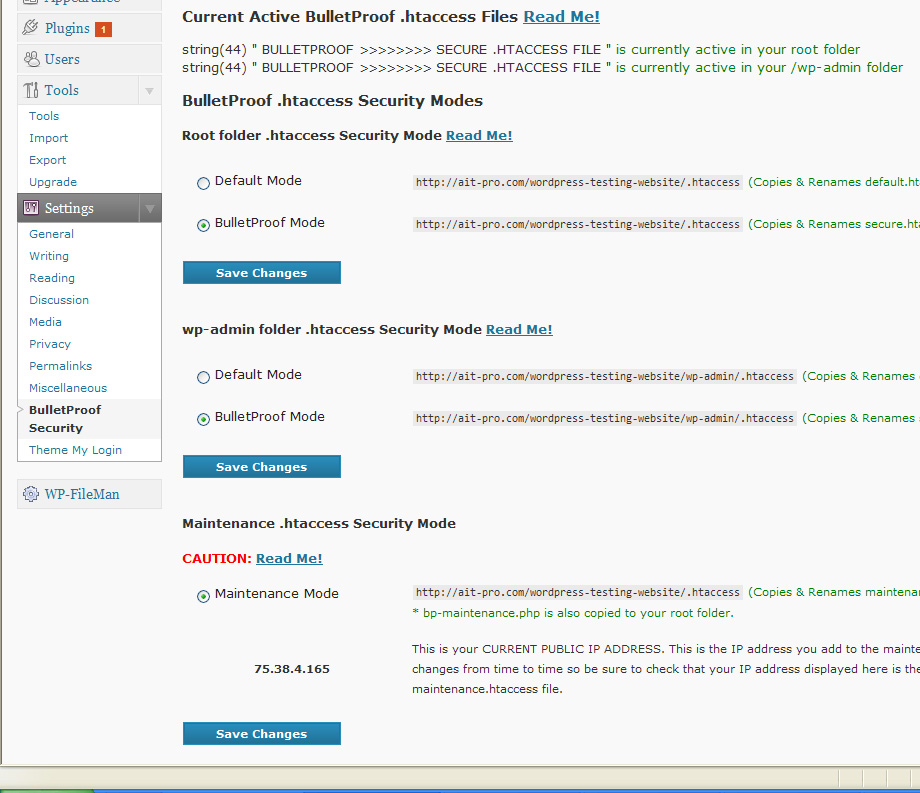 Appearance
Plugins 1
Users
Tools
Tools
Import
Export
Upgrade
Settings
General
Writing
Reading
Discussion
Media
Privacy
Permalinks
Miscellaneous
BulletProof
Security
Theme My Login
WP-FileMan
Current Active BulletProof .htaccess Files Read Me!
string(44) " BULLETPROOF >>>>>>>> SECURE .HTACCESS FILE " is currently active in your root folder
string(44) " BULLETPROOF >>>>>>>> SECURE .HTACCESS FILE " is currently active in your /wp-admin folder
BulletProof .htaccess Security Modes
Root folder .htaccess Security Mode Read Me!
Default Mode http://ait-pro.com/wordpress-testing-website/.htaccess (Copies & Renames default.ht
BulletProof Mode http://ait-pro.com/wordpress-testing-website/.htaccess (Copies & Renames secure.hta
Save Changes
wp-admin folder .htaccess Security Mode Read Me!
Default Mode http://ait-pro.com/wordpress-testing-website/wp-admin/.htaccess (Copies & Renames
BulletProof Mode http://ait-pro.com/wordpress-testing-website/wp-admin/.htaccess (Copies & Renames
Save Changes
Maintenance .htaccess Security Mode
CAUTION: Read Me!
Maintenance Mode http://ait-pro.com/wordpress-testing-website/.htaccess (Copies & Renames maintenan
* bp-maintenance.php is also copied to your root folder.
This is your CURRENT PUBLIC IP ADDRESS. This is the IP address you add to the mainte
75.38.4.165 changes from time to time so be sure to check that your IP address displayed here is the
maintenance.htaccess file.
Save Changes